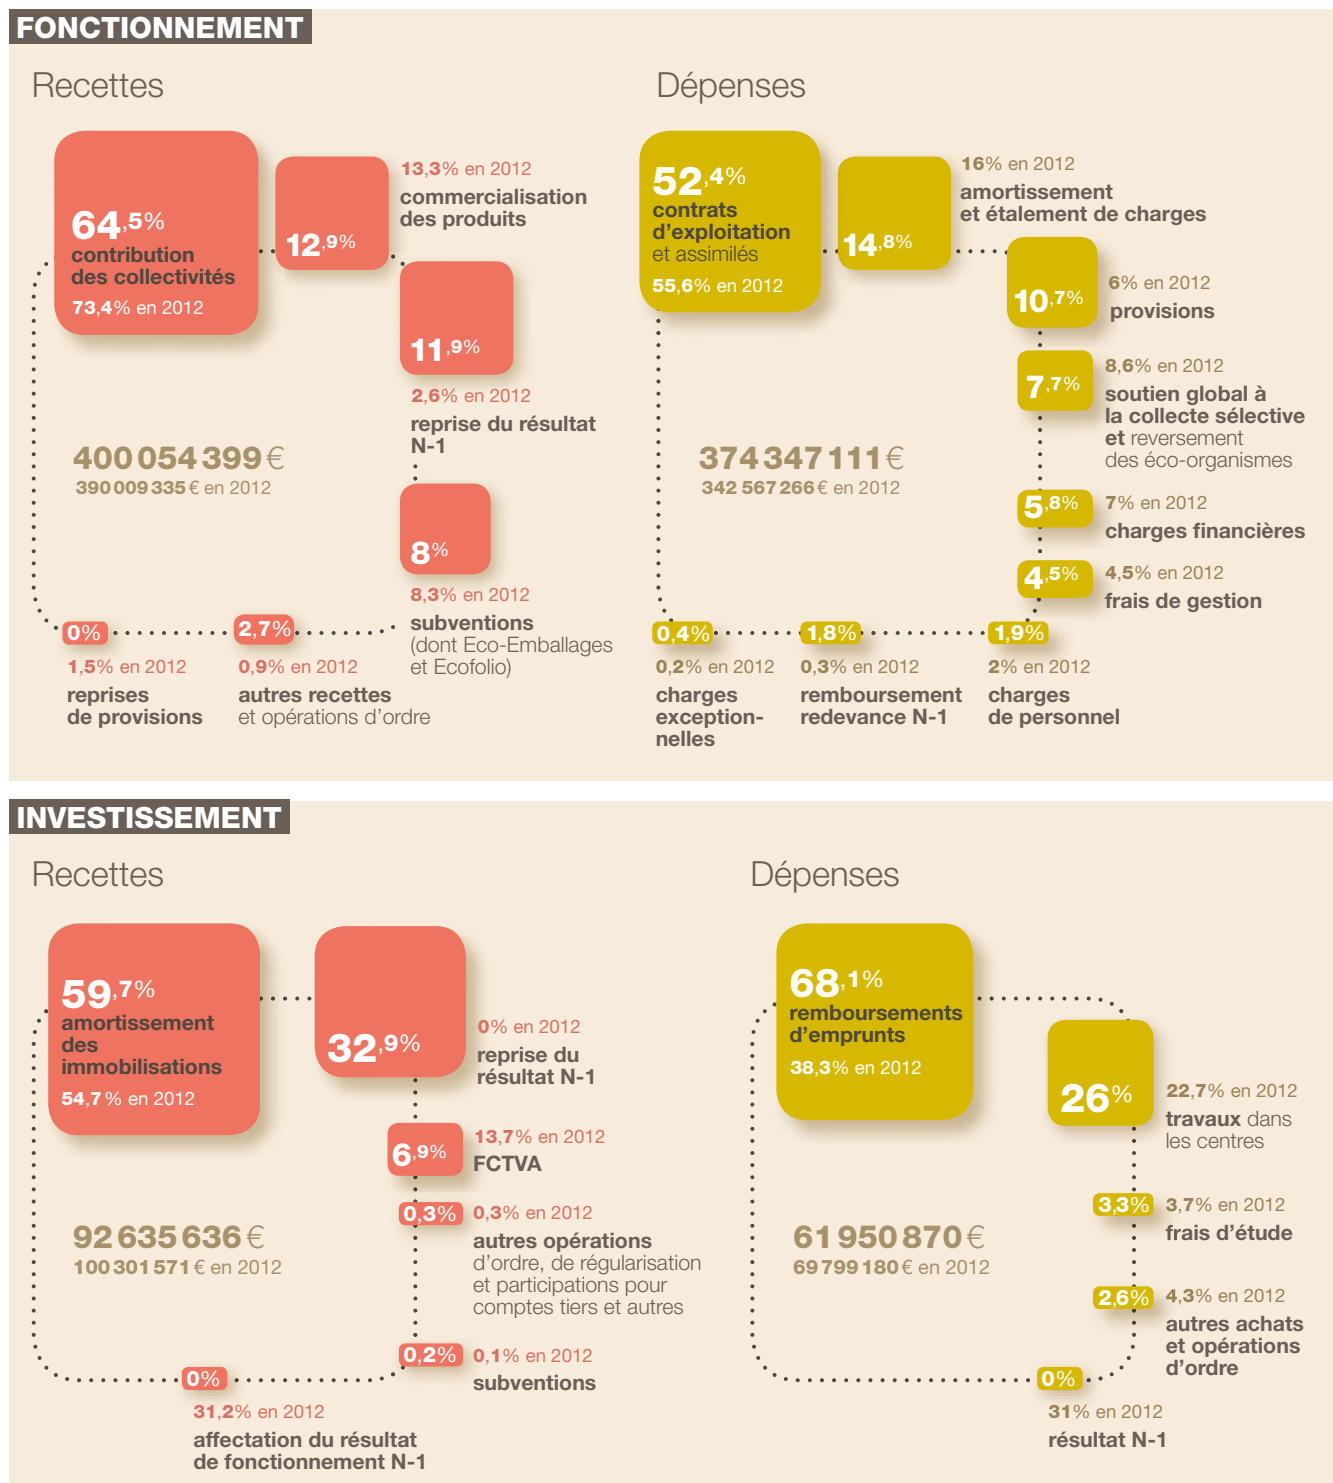 FONCTIONNEMENT
Recettes
64,5%
contribution
des collectivités
73,4% en 2012
12,9%
13,3% en 2012
commercialisation
des produits
11,9%
2,6% en 2012
reprise du résultat
N-1
8%
8,3% en 2012
subventions
(dont Eco-Emballages
et Ecofolio)
2,7%
0,9% en 2012
autres recettes
et opérations d'ordre
0%
1,5% en 2012
reprises
de provisions
400 054 399 €
390 009 335 € en 2012
Dépenses
52,4%
contrats
d'exploitation
et assimilés
55,6% en 2012
14,8%
16% en 2012
amortissement
et étalement de charges
10,7%
6% en 2012
provisions
7,7%
8,6% en 2012
soutien global à
la collecte sélective
et reversement
des éco-organismes
5,8%
7% en 2012
charges financières
4,5%
4,5% en 2012
frais de gestion
1,9%
2% en 2012
charges
de personnel
1,8%
0,3% en 2012
remboursement
redevance N-1
0,4%
0,2% en 2012
charges
exception-
nelles
374 347 111 €
342 567 266 € en 2012
INVESTISSEMENT
Recettes
59,7%
amortissement
des
immobilisations
54,7 % en 2012
32,9%
0% en 2012
reprise du
résultat N-1
6,9%
13,7% en 2012
FCTVA
0,3%
0,3% en 2012
autres opérations
d'ordre, de régularisation
et participations pour
comptes tiers et autres
0,2%
0,1% en 2012
subventions
0%
31,2% en 2012
affectation du résultat
de fonctionnement N-1
92 635 636 €
100 301 571 € en 2012
Dépenses
68,1%
remboursements
d'emprunts
38,3% en 2012
26%
22,7% en 2012
travaux dans
les centres
3,3%
3,7% en 2012
frais d'étude
2,6%
4,3% en 2012
autres achats
et opérations
d'ordre
0%
31% en 2012
résultat N-1
61 950 870 €
69 799 180 € en 2012